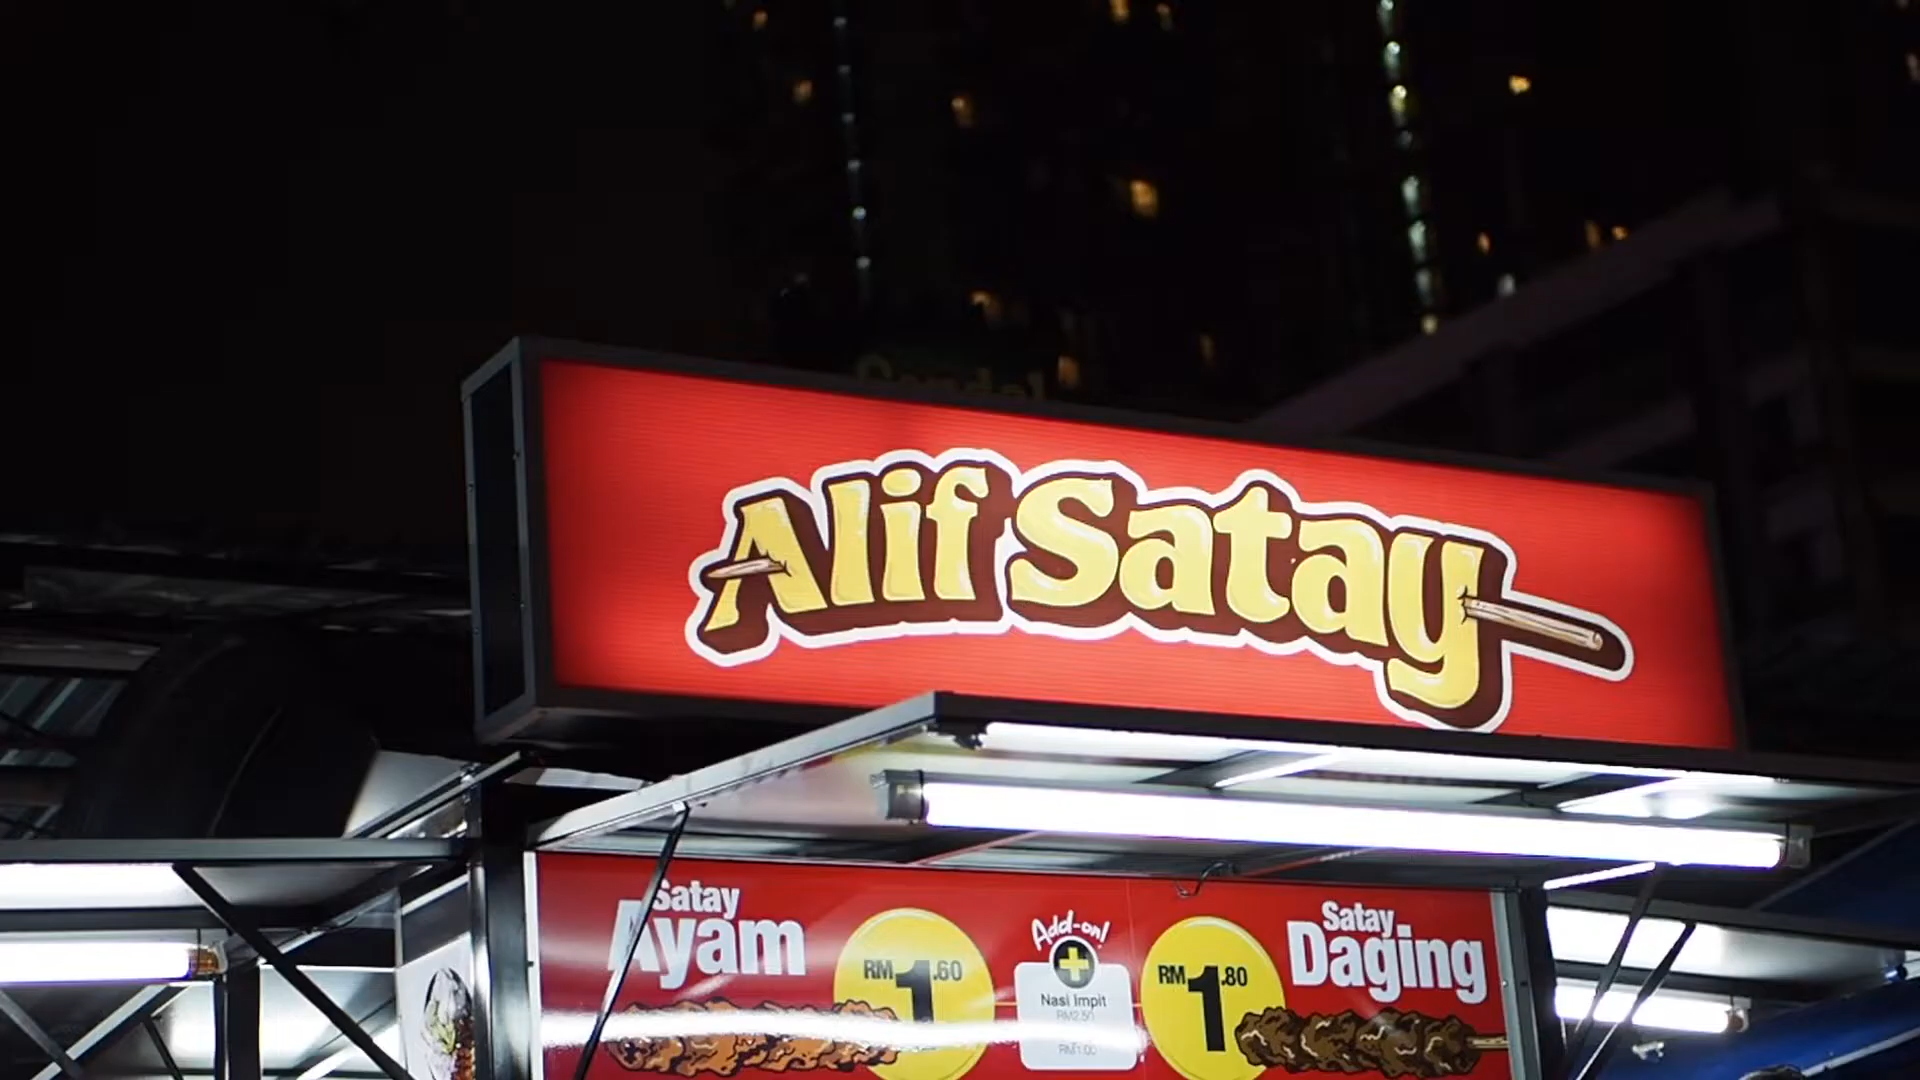 Alif Satay
Satay
Ayam
RM1.60
Add-on!
Nasi Impit
RM2.50
RM1.00
RM1.80
Satay
Daging